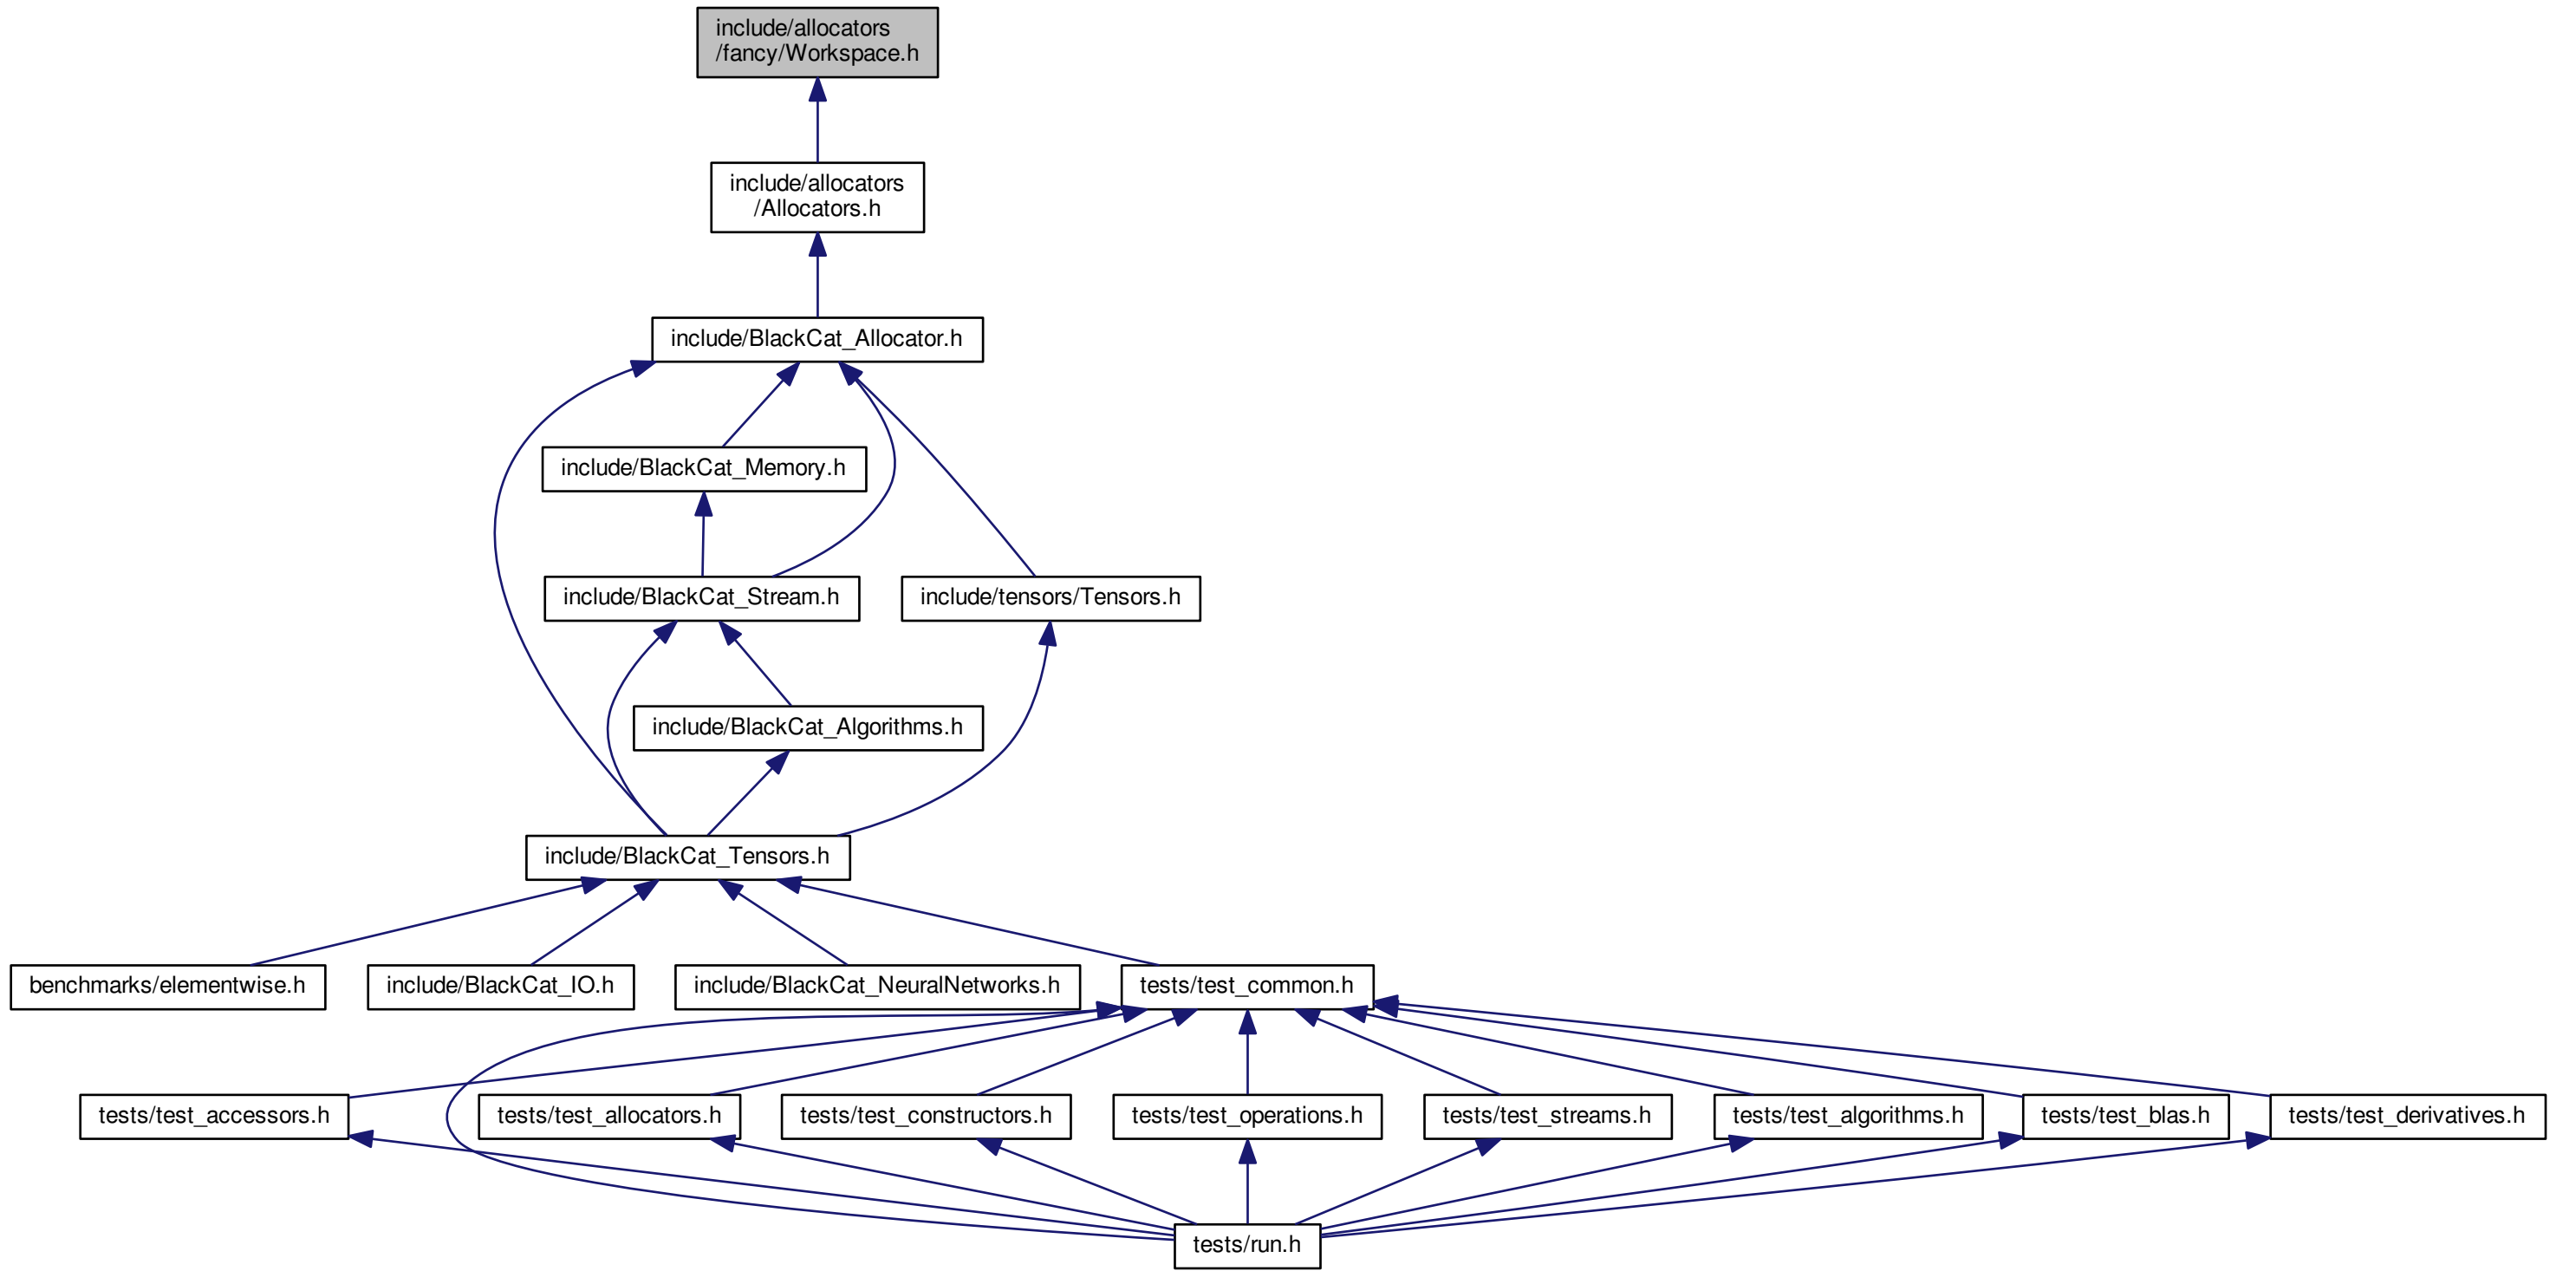 include/allocators
/fancy/Workspace.h
include/allocators
/Allocators.h
include/BlackCat_Allocator.h
include/BlackCat_Memory.h
include/BlackCat_Stream.h
include/tensors/Tensors.h
include/BlackCat_Algorithms.h
include/BlackCat_Tensors.h
benchmarks/elementwise.h
include/BlackCat_IO.h
include/BlackCat_NeuralNetworks.h
tests/test_common.h
tests/test_accessors.h
tests/test_allocators.h
tests/test_constructors.h
tests/test_operations.h
tests/test_streams.h
tests/test_algorithms.h
tests/test_blas.h
tests/test_derivatives.h
tests/run.h